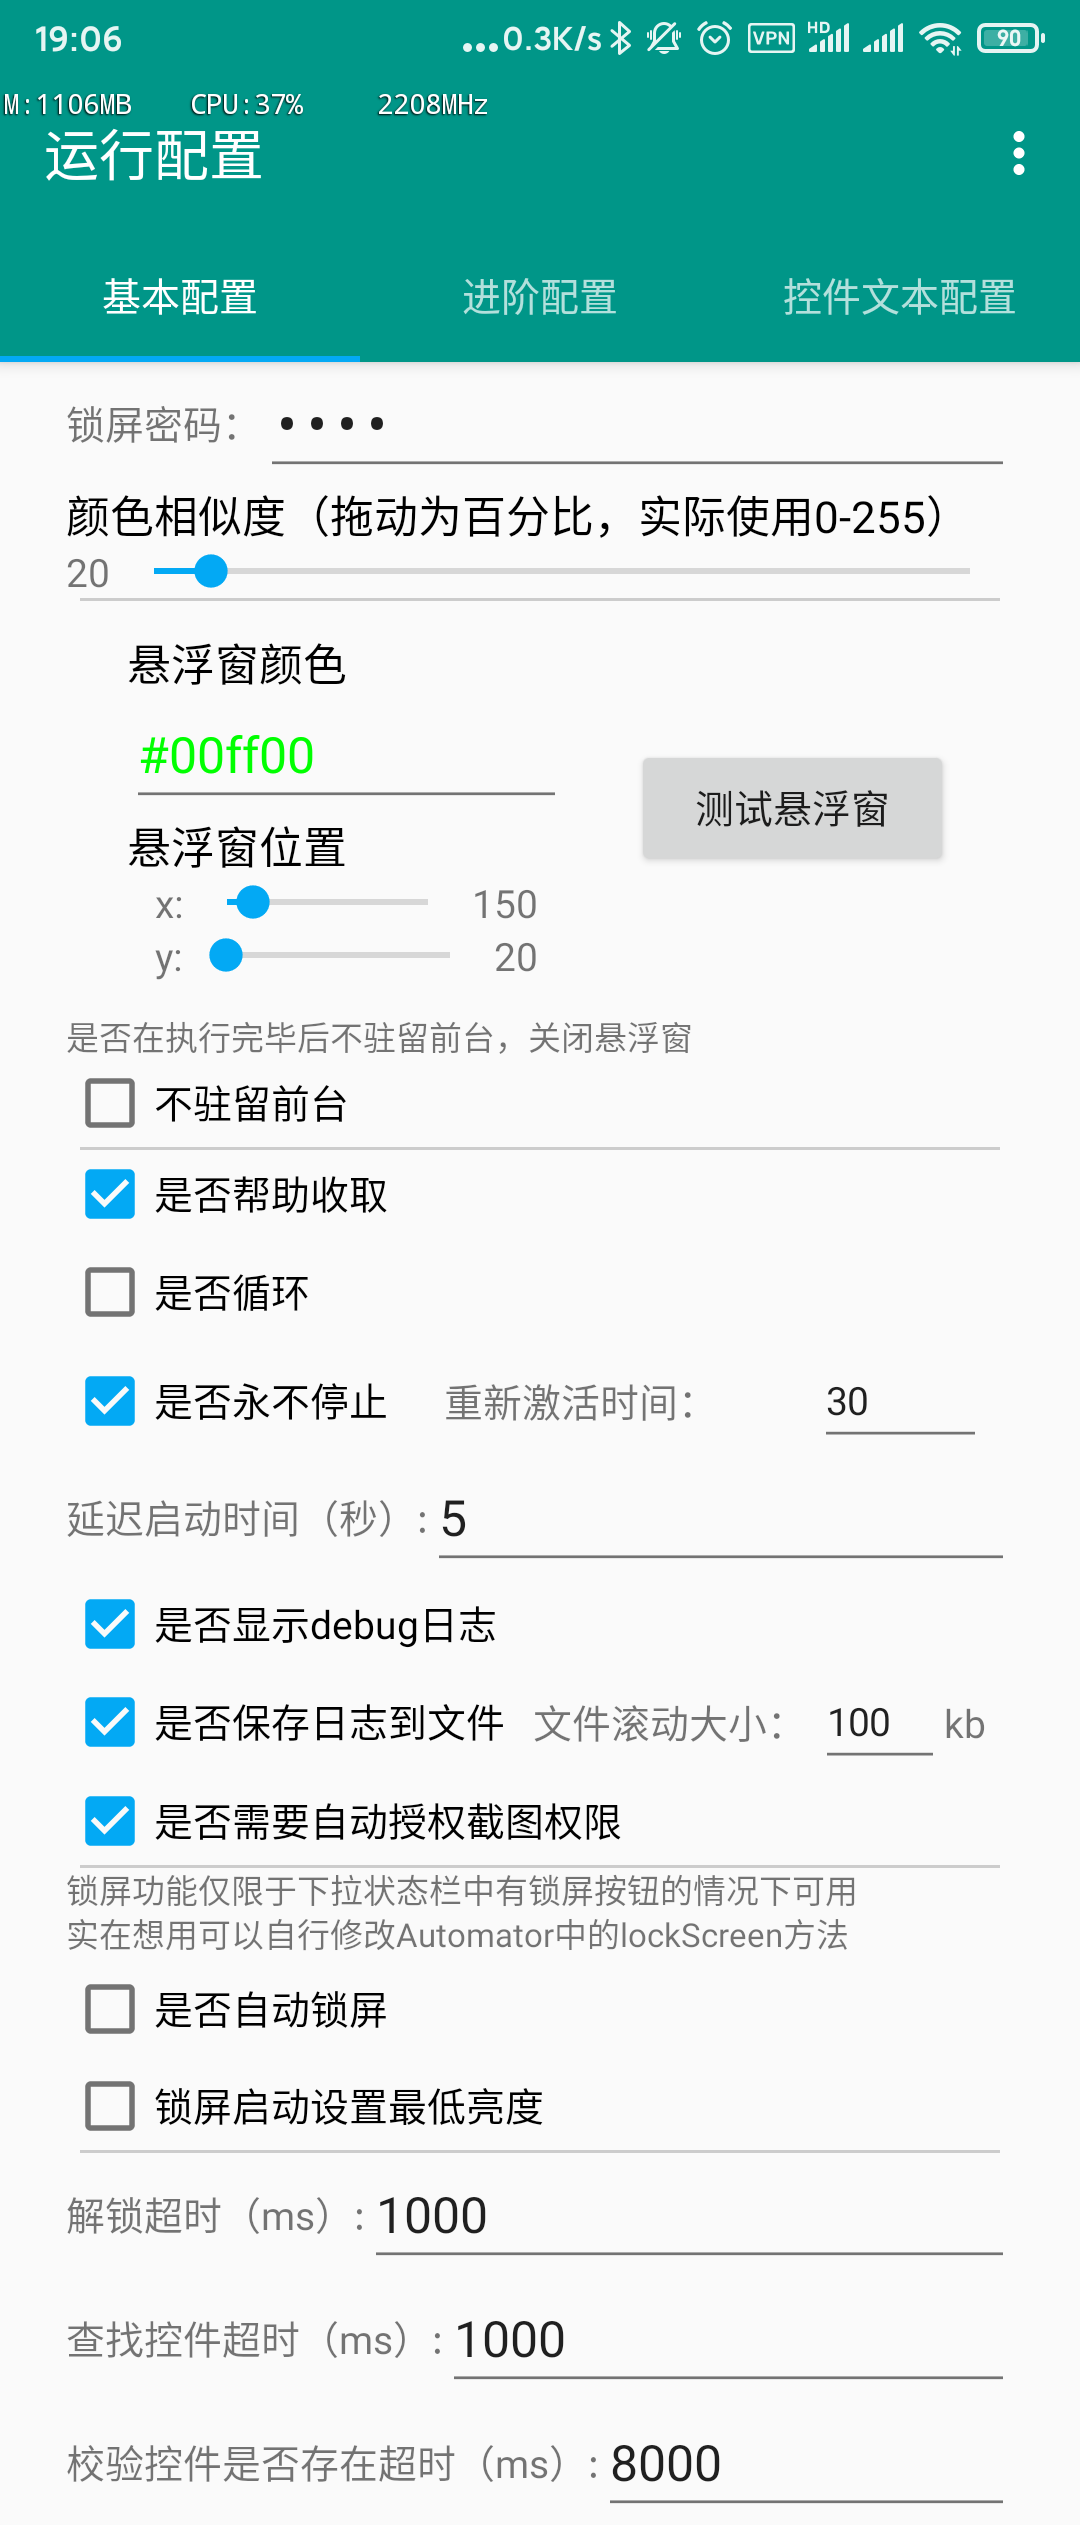 19:06 ...0.3K/s VPN HD 90
M:1106MB CPU:37% 2208MHz
运行配置
基本配置 进阶配置 控件文本配置
锁屏密码： ••••
颜色相似度（拖动为百分比，实际使用0-255）
20
悬浮窗颜色
#00ff00
测试悬浮窗
悬浮窗位置
x: 150
y: 20
是否在执行完毕后不驻留前台，关闭悬浮窗
不驻留前台
是否帮助收取
是否循环
是否永不停止 重新激活时间： 30
延迟启动时间（秒）: 5
是否显示debug日志
是否保存日志到文件 文件滚动大小： 100 kb
是否需要自动授权截图权限
锁屏功能仅限于下拉状态栏中有锁屏按钮的情况下可用
实在想用可以自行修改Automator中的lockScreen方法
是否自动锁屏
锁屏启动设置最低亮度
解锁超时（ms）: 1000
查找控件超时（ms）: 1000
校验控件是否存在超时（ms）: 8000